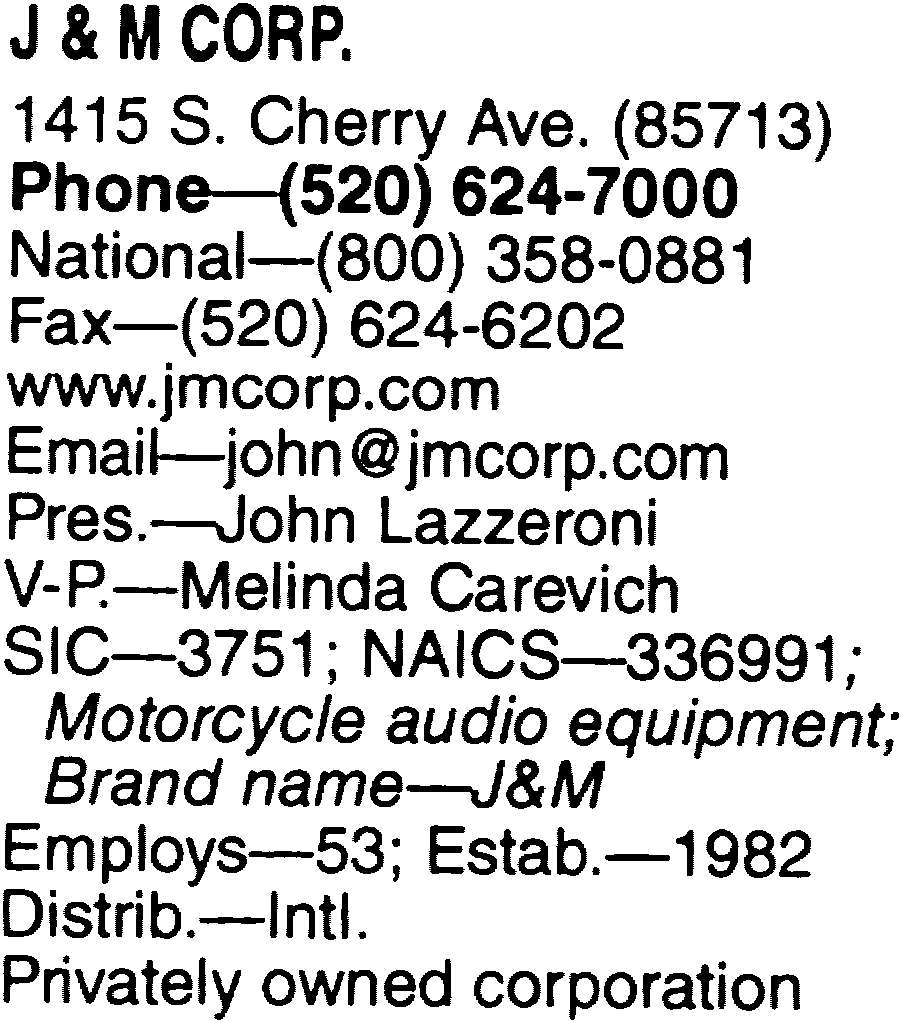 J & M CORP.
1415 S. Cherry Ave. (85713)
Phone—(520) 624-7000
National—(800) 358-0881
Fax—(520) 624-6202
www.jmcorp.com
Email—john@jmcorp.com
Pres.—John Lazzeroni
V-P.—Melinda Carevich
SIC—3751; NAICS—336991;
Motorcycle audio equipment;
Brand name—J&M
Employs—53; Estab.—1982
Distrib.—Intl.
Privately owned corporation